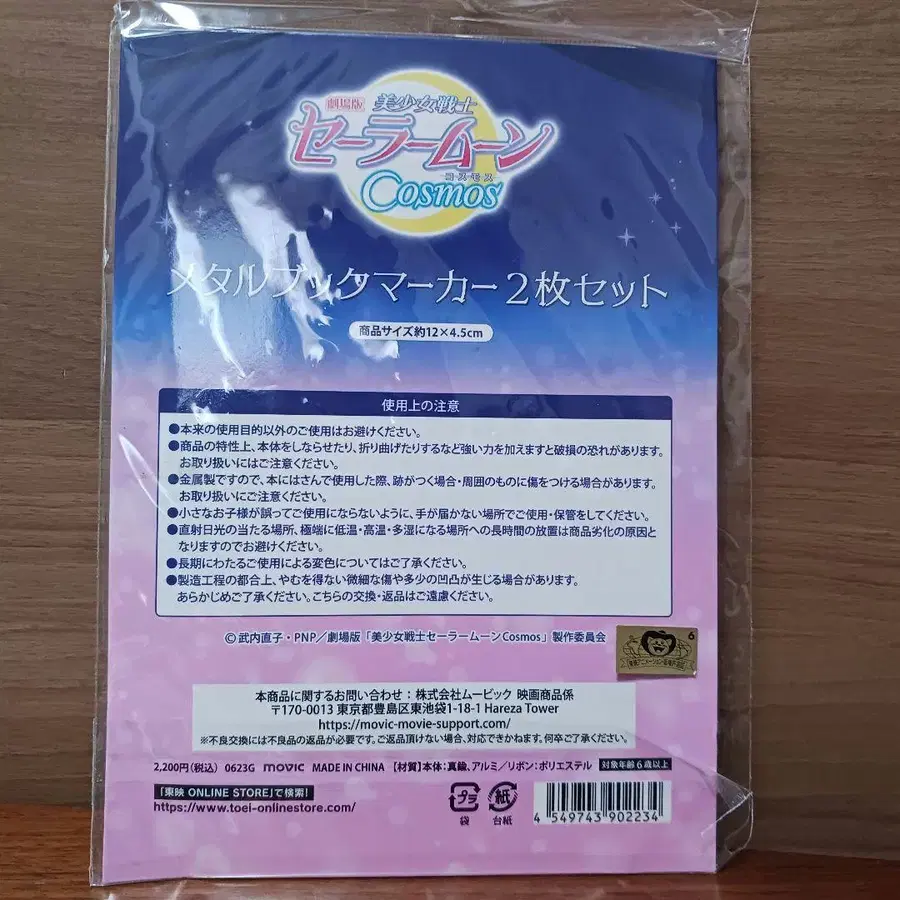 劇場版 美少女戦士
セーラームーン
コスモス
Cosmos
メタルブックマーカー2枚セット
商品サイズ約12×4.5cm
使用上の注意
●本来の使用目的以外のご使用はお避けください。
●商品の特性上、本体をしならせたり、折り曲げたりするなど強い力を加えますと破損の恐れがあります。
お取り扱いにはご注意ください。
●金属製ですので、本にはさんで使用した際、跡がつく場合・周囲のものに傷をつける場合があります。
お取り扱いにご注意ください。
●小さなお子様が誤ってご使用にならないように、手が届かない場所でご使用・保管をしてください。
●直射日光の当たる場所、極端に低温・高温・多湿になる場所への長時間の放置は商品劣化の原因と
なりますのでお避けください。
●長期にわたるご使用による変色についてはご了承ください。
●製造工程の都合上、やむを得ない微細な傷や多少の凹凸が生じる場合があります。
あらかじめご了承ください。こちらの交換・返品はご遠慮ください。
© 武内直子・PNP／劇場版「美少女戦士セーラームーンCosmos」製作委員会
6
本商品に関するお問い合わせ：株式会社ムービック 映画商品係
〒170-0013 東京都豊島区東池袋1-18-1 Hareza Tower
https://movic-movie-support.com/
※不良交換には不良品の返品が必要です。ご返品頂けない場合、対応できかねます。何卒ご了承ください。
2,200円(税込) 0623G movic MADE IN CHINA 【材質】本体：真鍮、アルミ／リボン：ポリエステル 対象年齢6歳以上
「東映 ONLINE STORE」で検索!
https://www.toei-onlinestore.com/
プラ 紙
袋 台紙
4 549743 902234